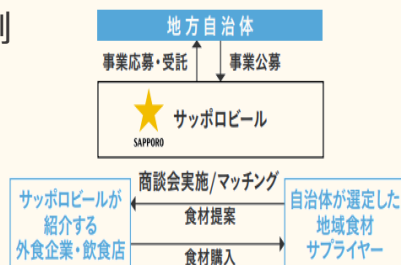 地方自治体
事業応募・受託
事業公募
サッポロビール
SAPPORO
商談会実施/マッチング
サッポロビールが
紹介する
外食企業・飲食店
食材提案
食材購入
自治体が選定した
地域食材
サプライヤー